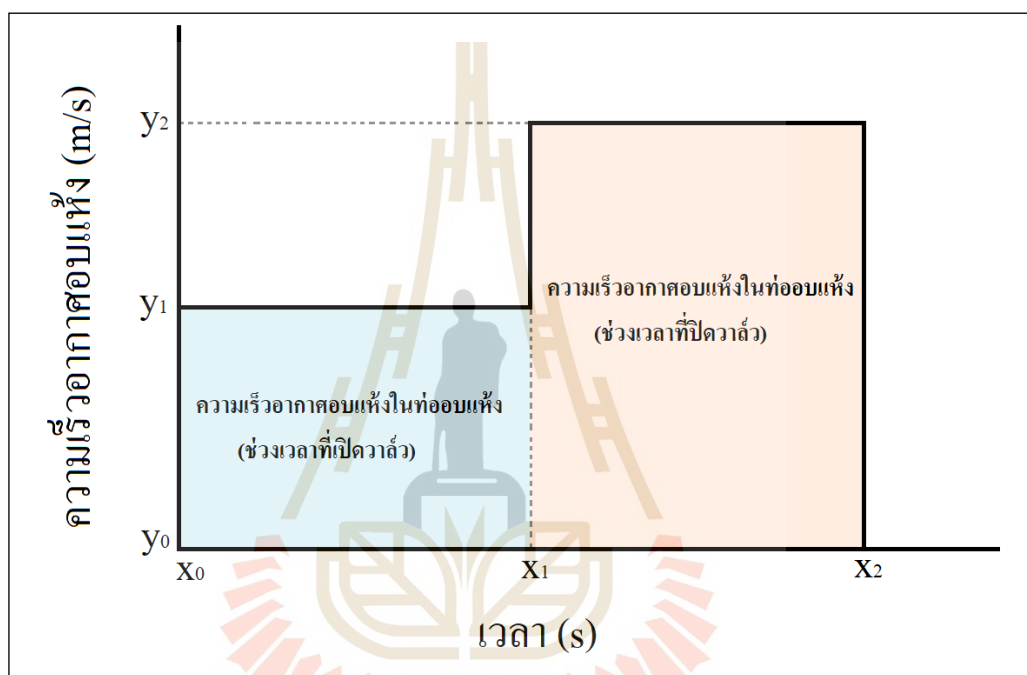 ความเร็วอากาศอบแห้ง (m/s)
y2
y1
y0
ความเร็วอากาศอบแห้งในท่ออบแห้ง
(ช่วงเวลาที่ปิดวาล์ว)
ความเร็วอากาศอบแห้งในท่ออบแห้ง
(ช่วงเวลาที่เปิดวาล์ว)
x0
x1
x2
เวลา (s)